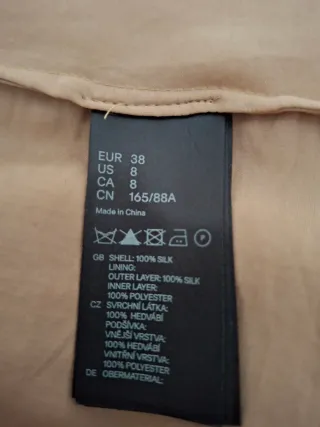 EUR 38
US 8
CA 8
CN 165/88A
Made in China
GB SHELL: 100% SILK
LINING:
OUTER LAYER: 100% SILK
INNER LAYER:
100% POLYESTER
CZ SVRCHNÍ LÁTKA:
100% HEDVÁBÍ
PODŠÍVKA:
VNĚJŠÍ VRSTVA:
100% HEDVÁBÍ
VNITŘNÍ VRSTVA:
100% POLYESTER
DE OBERMATERIAL: